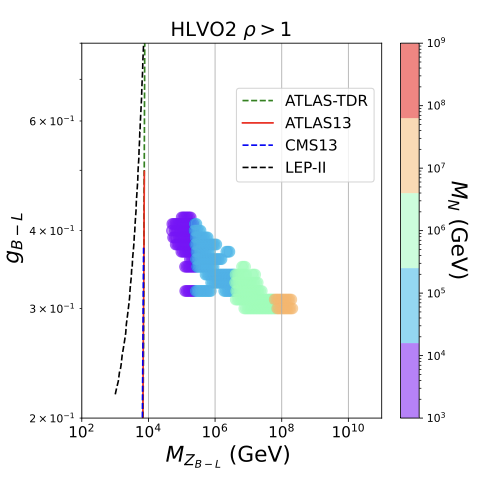 HLVO2 ρ > 1
g_{B−L}
6 × 10⁻¹
4 × 10⁻¹
3 × 10⁻¹
2 × 10⁻¹
ATLAS-TDR
ATLAS13
CMS13
LEP-II
10² 10⁴ 10⁶ 10⁸ 10¹⁰
M_{Z_{B−L}} (GeV)
10⁹
10⁸
10⁷
10⁶
10⁵
10⁴
10³
M_N (GeV)